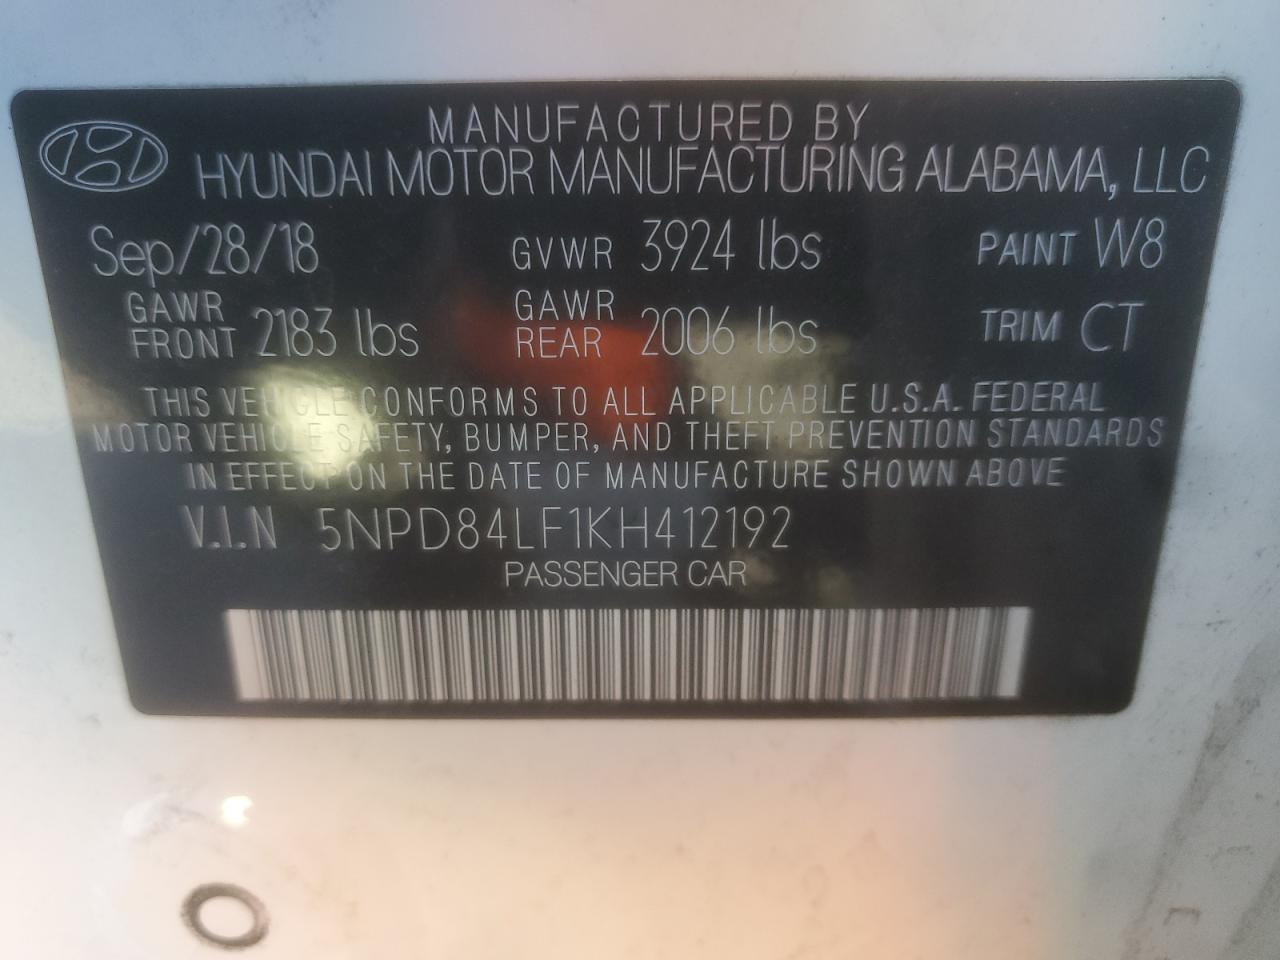 MANUFACTURED BY
HYUNDAI MOTOR MANUFACTURING ALABAMA, LLC
Sep/28/18 GVWR 3924 lbs PAINT W8
GAWR FRONT 2183 lbs GAWR REAR 2006 lbs TRIM CT
THIS VEHICLE CONFORMS TO ALL APPLICABLE U.S.A. FEDERAL
MOTOR VEHICLE SAFETY, BUMPER, AND THEFT PREVENTION STANDARDS
IN EFFECT ON THE DATE OF MANUFACTURE SHOWN ABOVE
V.I.N 5NPD84LF1KH412192
PASSENGER CAR